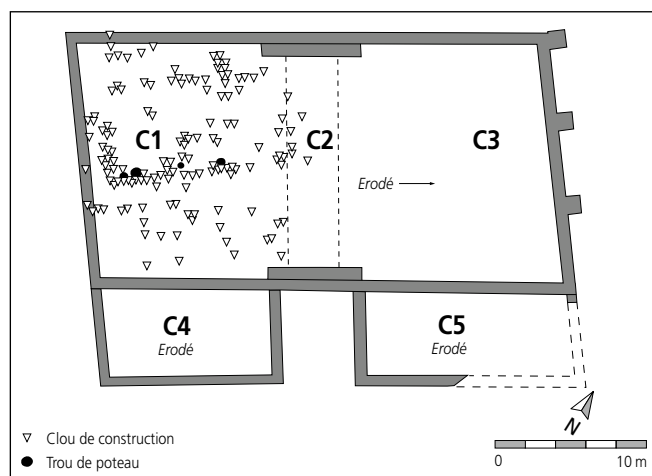 C1
C2
C3
Erodé
C4
Erodé
C5
Erodé
N
Clou de construction
Trou de poteau
0
10 m